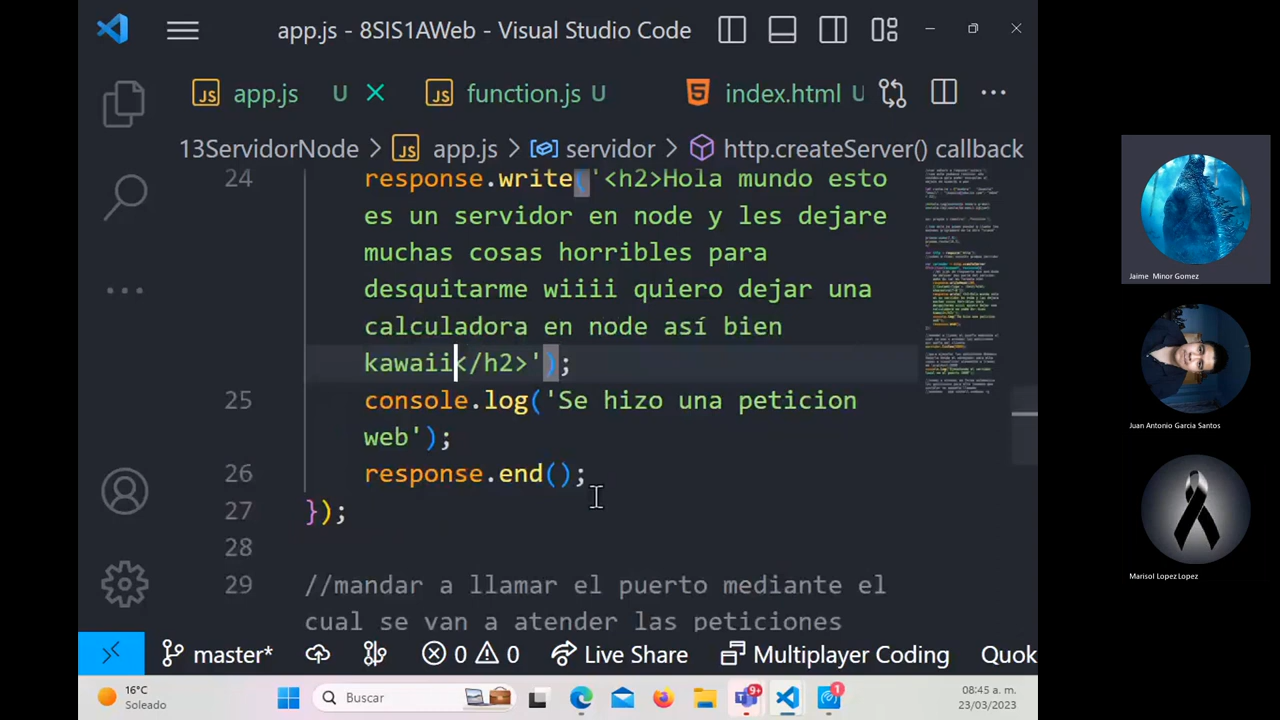 app.js - 8SIS1AWeb - Visual Studio Code
JS app.js U JS function.js U index.html U
13ServidorNode > JS app.js > servidor > http.createServer() callback
24 response.write('<h2>Hola mundo esto
es un servidor en node y les dejare
muchas cosas horribles para
desquitarme wiiii quiero dejar una
calculadora en node así bien
kawaii</h2>');
25 console.log('Se hizo una peticion
web');
26 response.end();
27 });
28
29 //mandar a llamar el puerto mediante el
cual se van a atender las peticiones
master* 0 0 Live Share Multiplayer Coding Quok
16°C
Soleado
Buscar
9+
1
08:45 a. m.
23/03/2023
Jaime Minor Gomez
Juan Antonio Garcia Santos
Marisol Lopez Lopez